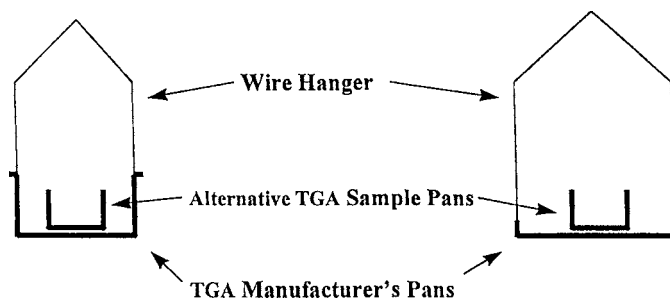 Wire Hanger
Alternative TGA Sample Pans
TGA Manufacturer's Pans